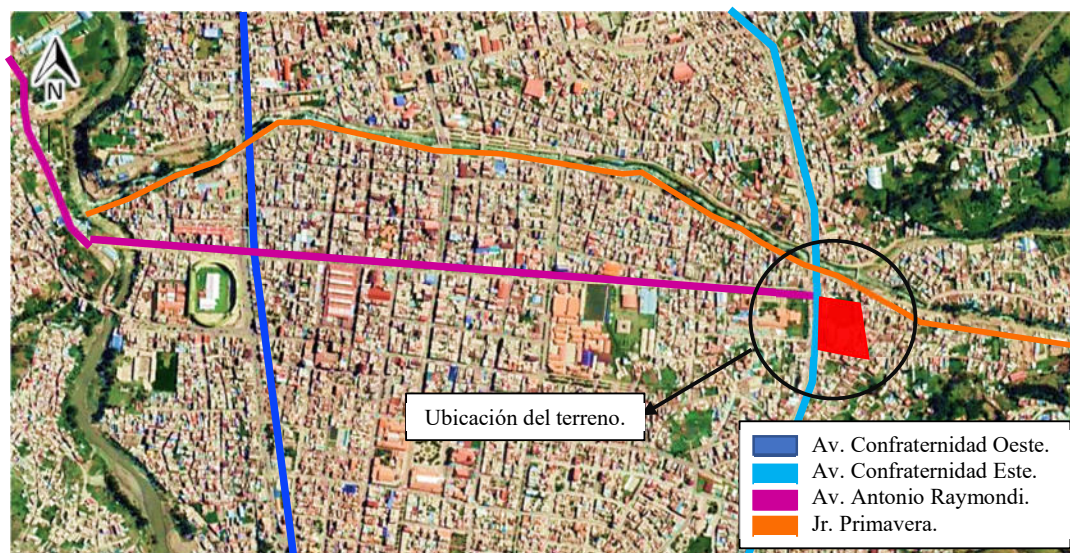 N
Ubicación del terreno.
Av. Confraternidad Oeste.
Av. Confraternidad Este.
Av. Antonio Raymondi.
Jr. Primavera.